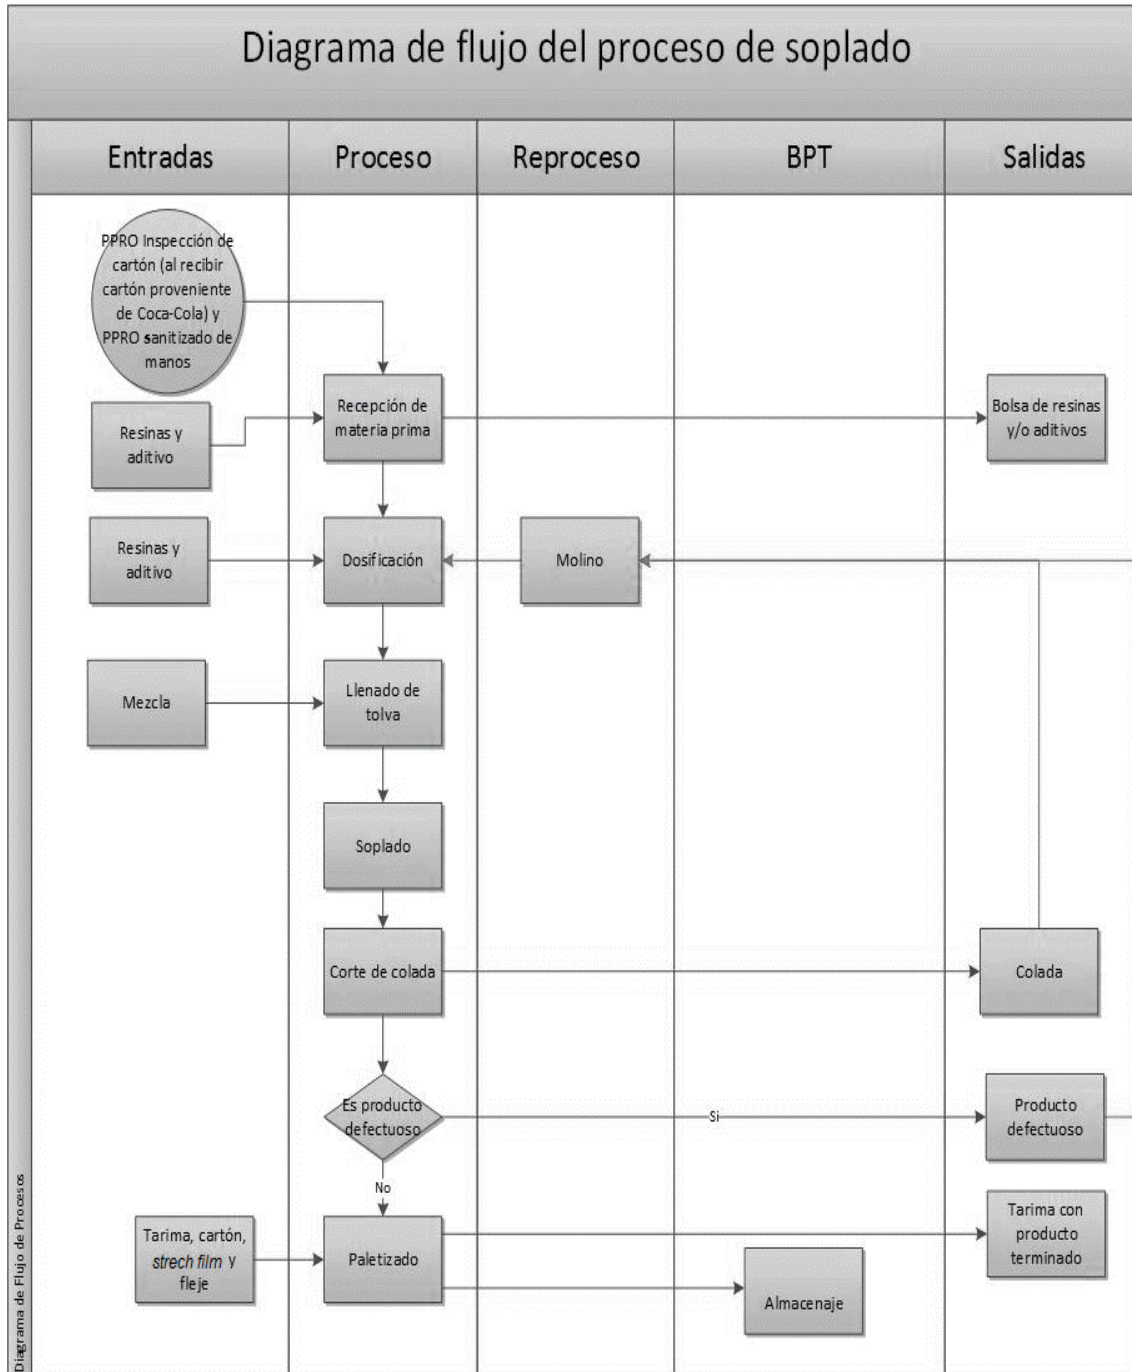 Diagrama de flujo del proceso de soplado
Entradas
Proceso
Reproceso
BPT
Salidas
PPRO Inspección de
cartón (al recibir
cartón proveniente
de Coca-Cola) y
PPRO sanitizado de
manos
Recepción de
materia prima
Bolsa de resinas
y/o aditivos
Resinas y
aditivo
Resinas y
aditivo
Dosificación
Molino
Mezcla
Llenado de
tolva
Soplado
Corte de colada
Colada
Es producto
defectuoso
Si
Producto
defectuoso
No
Tarima, cartón,
strech film y
fleje
Paletizado
Tarima con
producto
terminado
Almacenaje
Diagrama de Flujo de Procesos